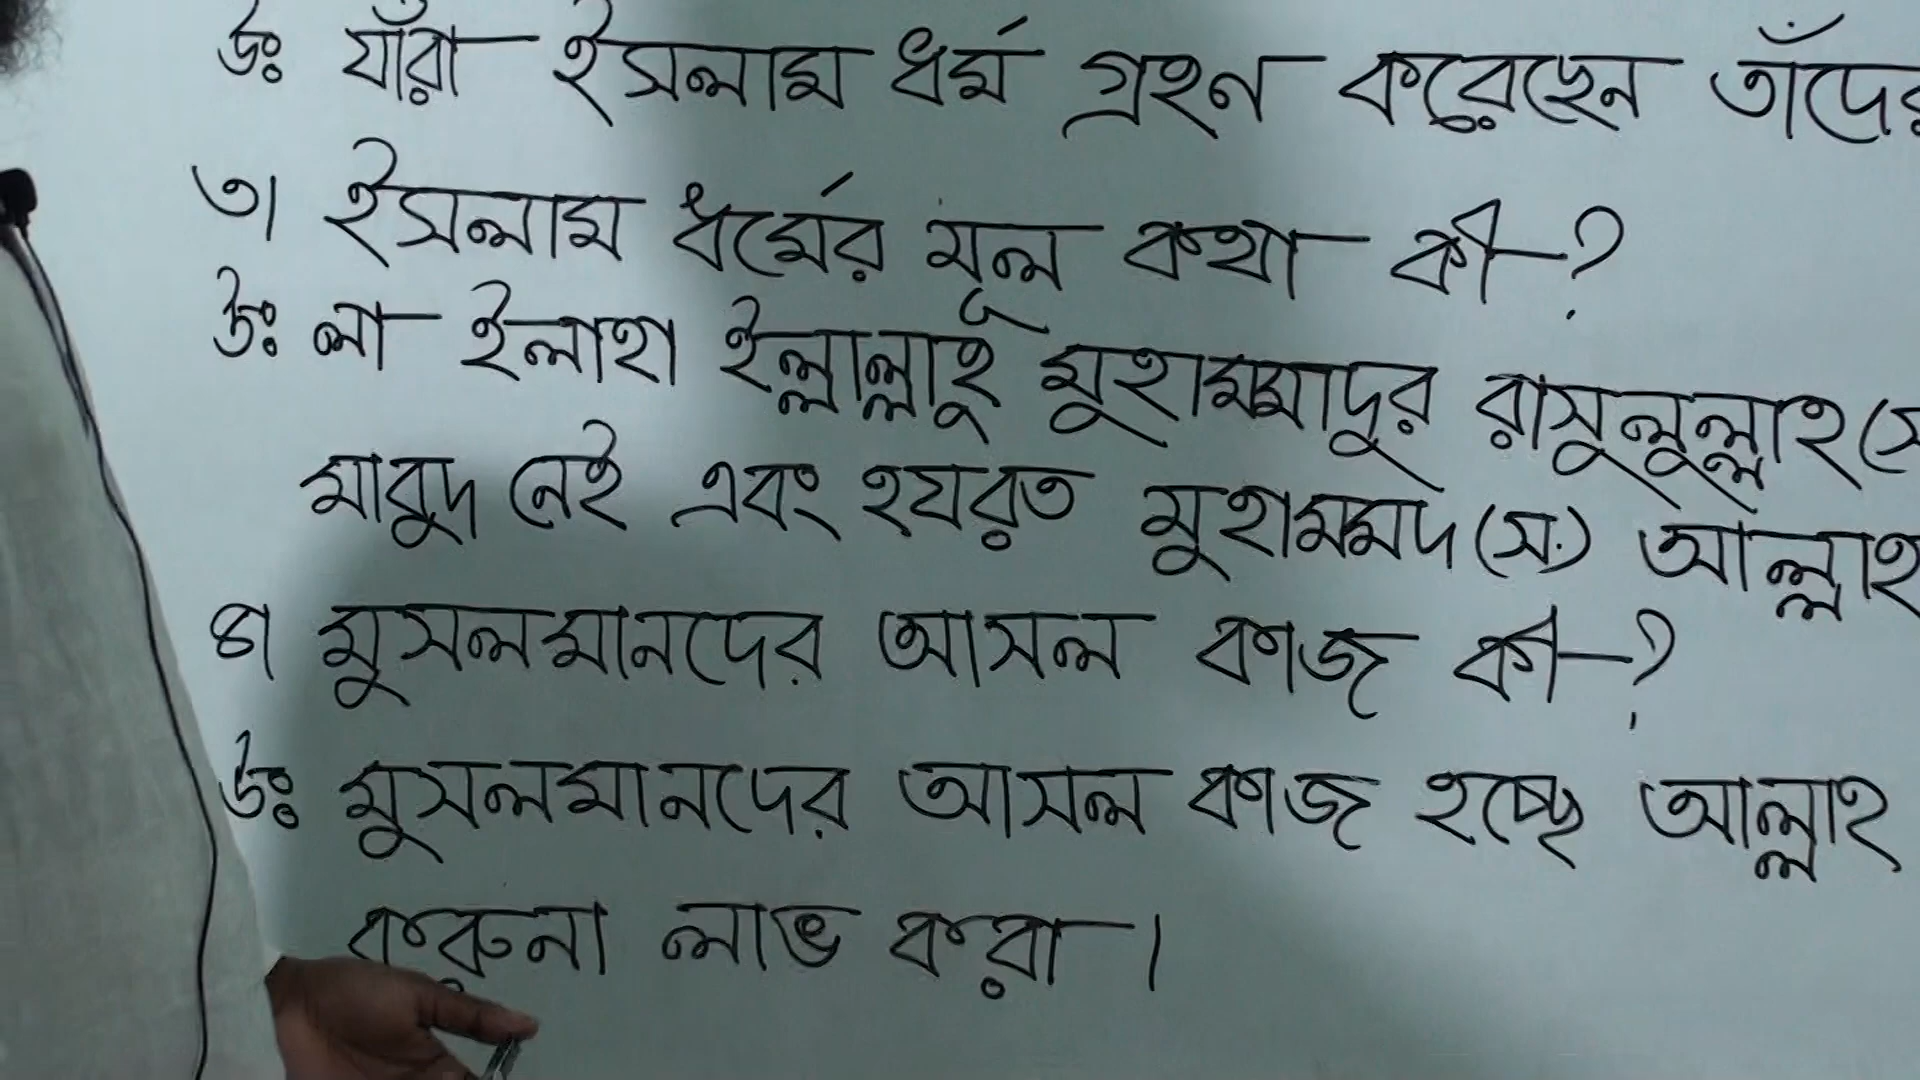 উঃ যাঁরা ইসলাম ধর্ম গ্রহণ করেছেন তাঁদের
৩। ইসলাম ধর্মের মূল কথা কী?
উঃ লা ইলাহা ইল্লাল্লাহু মুহাম্মাদুর রাসুলুল্লাহ (স
মাবুদ নেই এবং হযরত মুহাম্মদ (স.) আল্লাহ
৪। মুসলমানদের আসল কাজ কী?
উঃ মুসলমানদের আসল কাজ হচ্ছে আল্লাহ
করুনা লাভ করা।